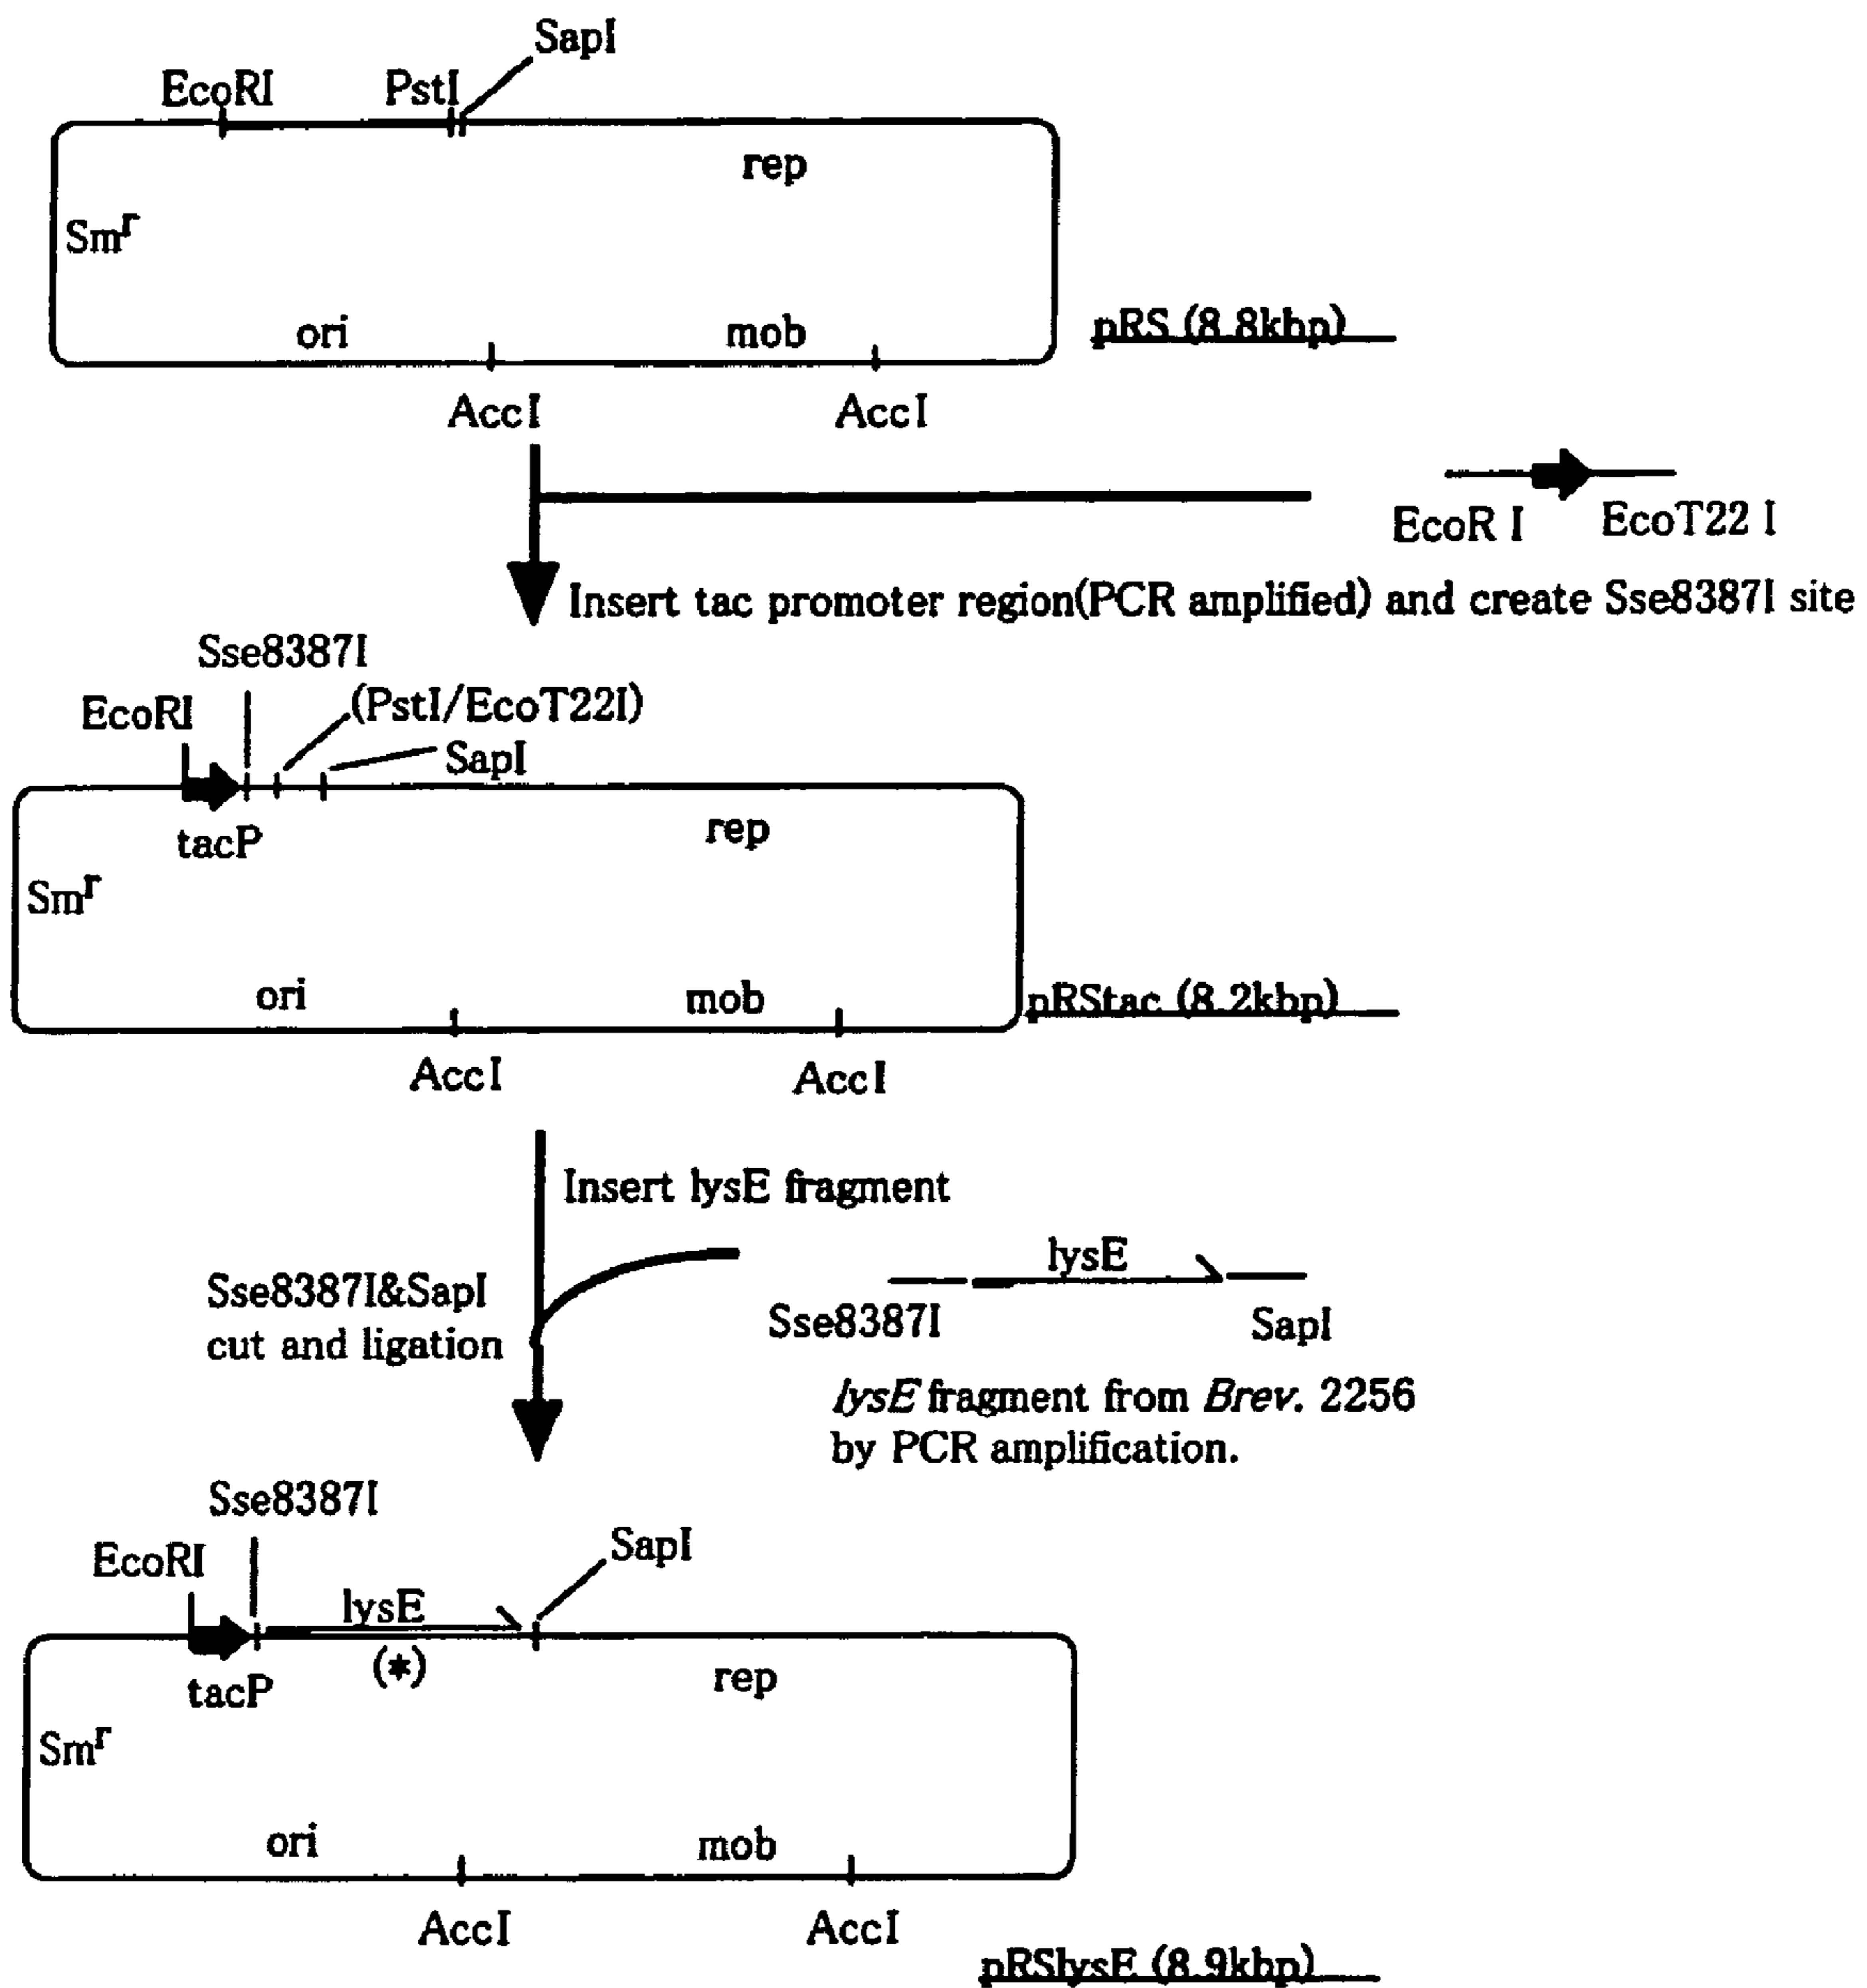 SapI
EcoRI PstI
rep
Smʳ
ori mob
pRS (8.8kbp)
AccI AccI
EcoR I EcoT22 I
Insert tac promoter region(PCR amplified) and create Sse8387I site
Sse8387I
EcoRI (PstI/EcoT22I)
SapI
tacP rep
Smʳ
ori mob
pRStac (8.2kbp)
AccI AccI
Insert lysE fragment
lysE
Sse8387I&SapI
cut and ligation
Sse8387I SapI
lysE fragment from Brev. 2256
by PCR amplification.
Sse8387I
SapI
EcoRI
lysE
(*)
tacP rep
Smʳ
ori mob
AccI AccI
pRSlysE (8.9kbp)